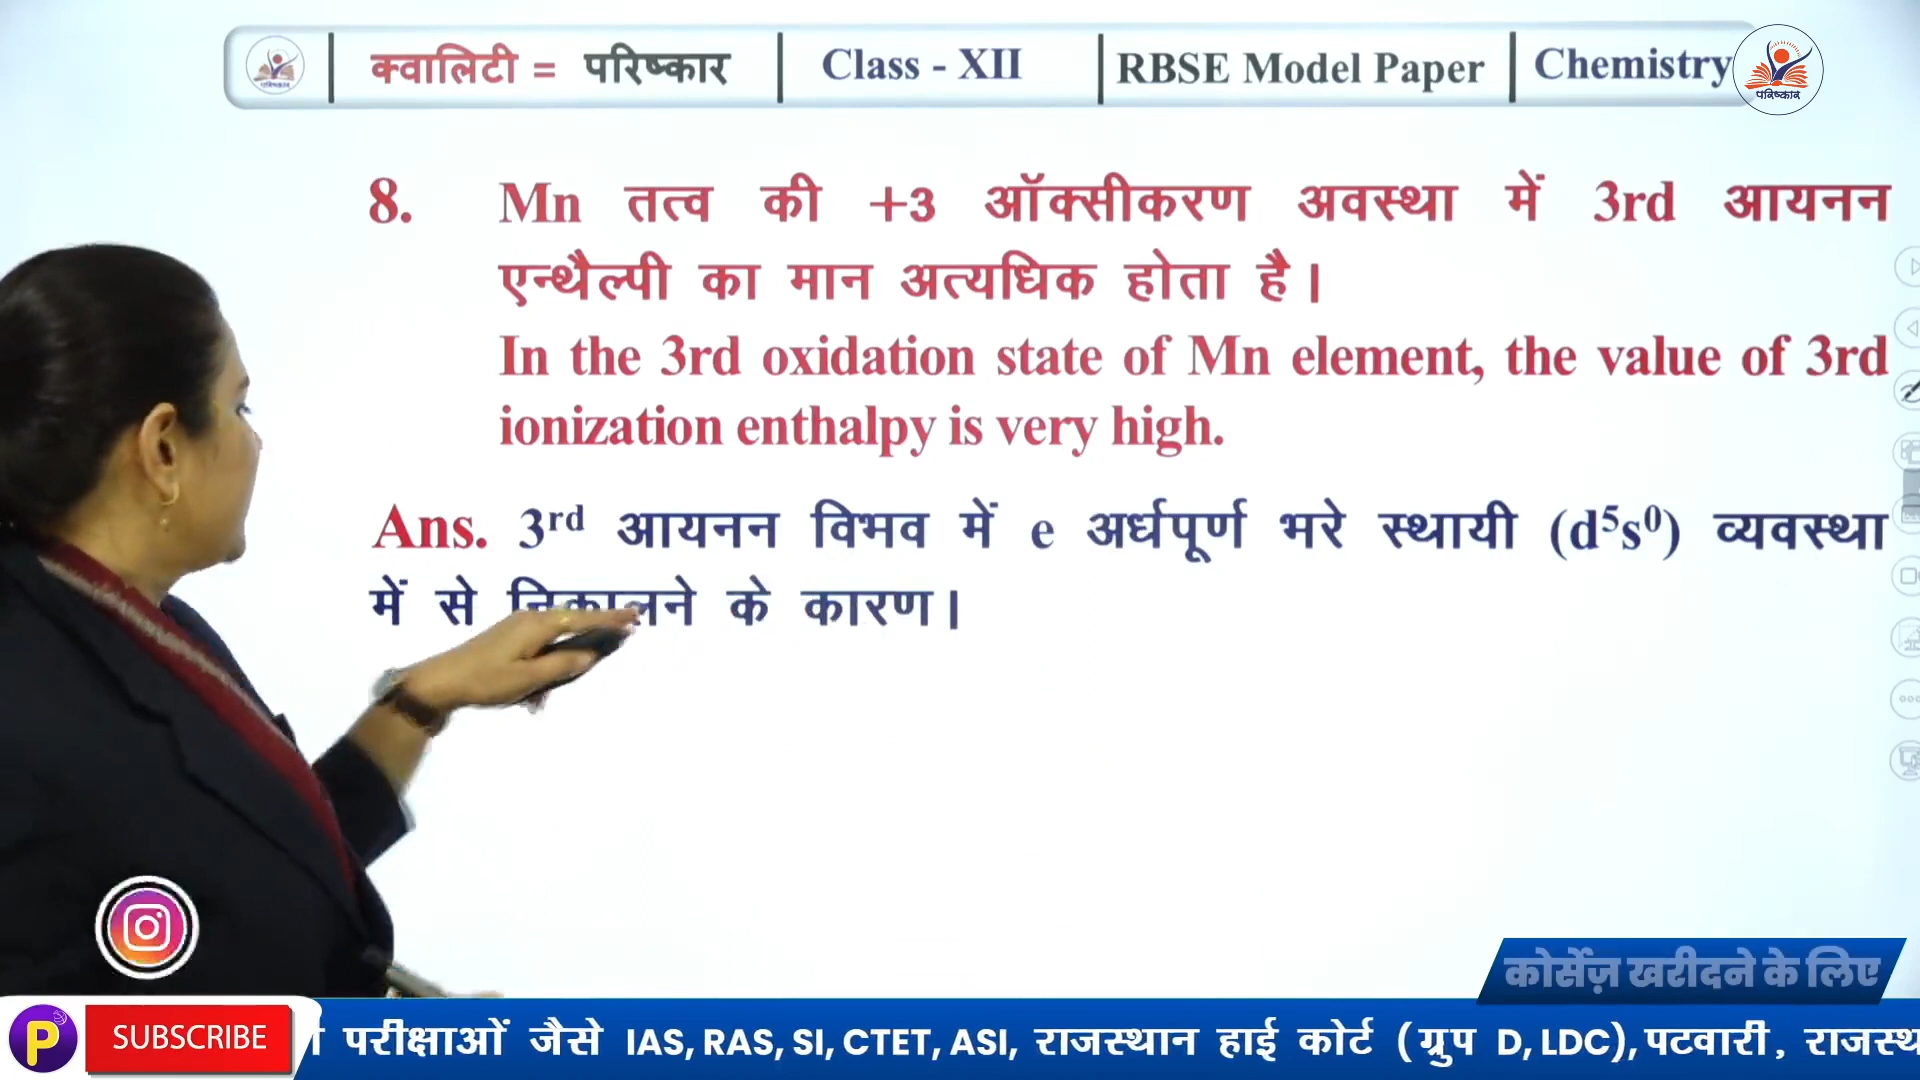 क्वालिटी = परिष्कार
Class - XII
RBSE Model Paper
Chemistry
परिष्कार
8. Mn तत्व की +3 ऑक्सीकरण अवस्था में 3rd आयनन
एन्थैल्पी का मान अत्यधिक होता है।
In the 3rd oxidation state of Mn element, the value of 3rd
ionization enthalpy is very high.
Ans. 3rd आयनन विभव में e अर्धपूर्ण भरे स्थायी (d⁵s⁰) व्यवस्था
में से निकालने के कारण।
कोर्सेज़ खरीदने के लिए
P SUBSCRIBE
परीक्षाओं जैसे IAS, RAS, SI, CTET, ASI, राजस्थान हाई कोर्ट (ग्रुप D, LDC), पटवारी, राजस्थ